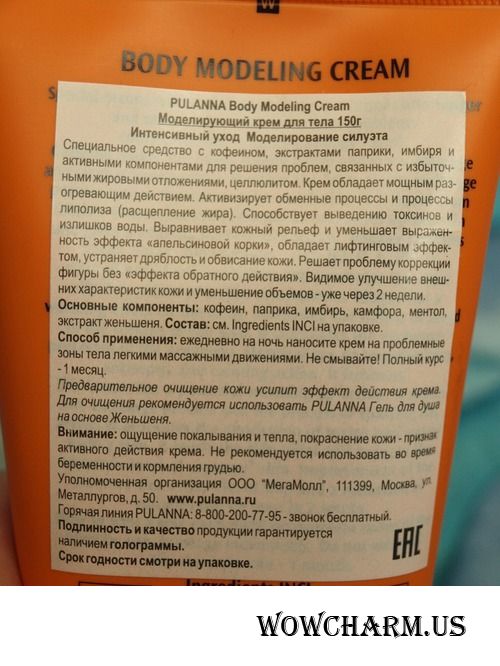 BODY MODELING CREAM
PULANNA Body Modeling Cream
Моделирующий крем для тела 150г
Интенсивный уход Моделирование силуэта
Специальное средство с кофеином, экстрактами паприки, имбиря и
активными компонентами для решения проблем, связанных с избыточ-
ными жировыми отложениями, целлюлитом. Крем обладает мощным раз-
огревающим действием. Активизирует обменные процессы и процессы
липолиза (расщепление жира). Способствует выведению токсинов и
излишков воды. Выравнивает кожный рельеф и уменьшает выражен-
ность эффекта «апельсиновой корки», обладает лифтинговым эффек-
том, устраняет дряблость и обвисание кожи. Решает проблему коррекции
фигуры без «эффекта обратного действия». Видимое улучшение внеш-
них характеристик кожи и уменьшение объемов - уже через 2 недели.
Основные компоненты: кофеин, паприка, имбирь, камфора, ментол,
экстракт женьшеня. Состав: см. Ingredients INCI на упаковке.
Способ применения: ежедневно на ночь наносите крем на проблемные
зоны тела легкими массажными движениями. Не смывайте! Полный курс
- 1 месяц.
Предварительное очищение кожи усилит эффект действия крема.
Для очищения рекомендуется использовать PULANNA Гель для душа
на основе Женьшеня.
Внимание: ощущение покалывания и тепла, покраснение кожи - признак
активного действия крема. Не рекомендуется использовать во время
беременности и кормления грудью.
Уполномоченная организация ООО "МегаМолл", 111399, Москва, ул.
Металлургов, д. 50. www.pulanna.ru
Горячая линия PULANNA: 8-800-200-77-95 - звонок бесплатный.
Подлинность и качество продукции гарантируется
наличием голограммы.
Срок годности смотри на упаковке.
EAC
Ingredients INCI
WOWCHARM.US